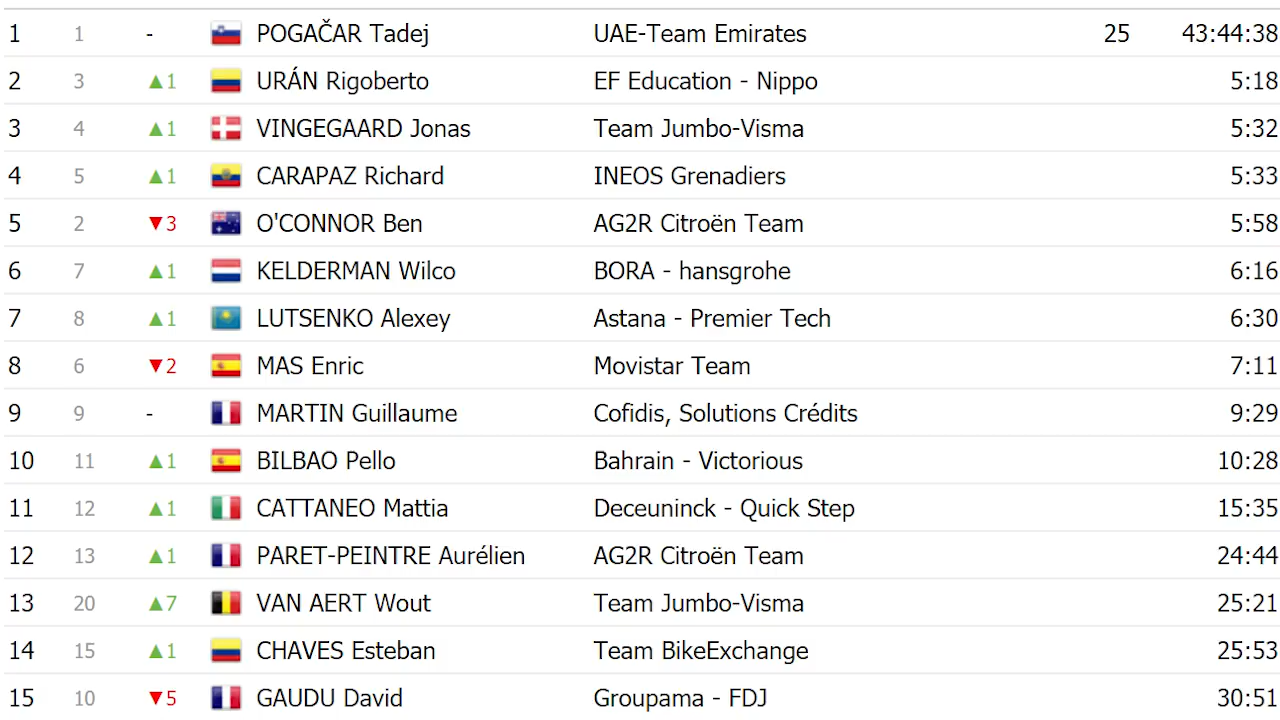 1 1 - POGAČAR Tadej UAE-Team Emirates 25 43:44:38
2 3 ▲1 URÁN Rigoberto EF Education - Nippo 5:18
3 4 ▲1 VINGEGAARD Jonas Team Jumbo-Visma 5:32
4 5 ▲1 CARAPAZ Richard INEOS Grenadiers 5:33
5 2 ▼3 O'CONNOR Ben AG2R Citroën Team 5:58
6 7 ▲1 KELDERMAN Wilco BORA - hansgrohe 6:16
7 8 ▲1 LUTSENKO Alexey Astana - Premier Tech 6:30
8 6 ▼2 MAS Enric Movistar Team 7:11
9 9 - MARTIN Guillaume Cofidis, Solutions Crédits 9:29
10 11 ▲1 BILBAO Pello Bahrain - Victorious 10:28
11 12 ▲1 CATTANEO Mattia Deceuninck - Quick Step 15:35
12 13 ▲1 PARET-PEINTRE Aurélien AG2R Citroën Team 24:44
13 20 ▲7 VAN AERT Wout Team Jumbo-Visma 25:21
14 15 ▲1 CHAVES Esteban Team BikeExchange 25:53
15 10 ▼5 GAUDU David Groupama - FDJ 30:51